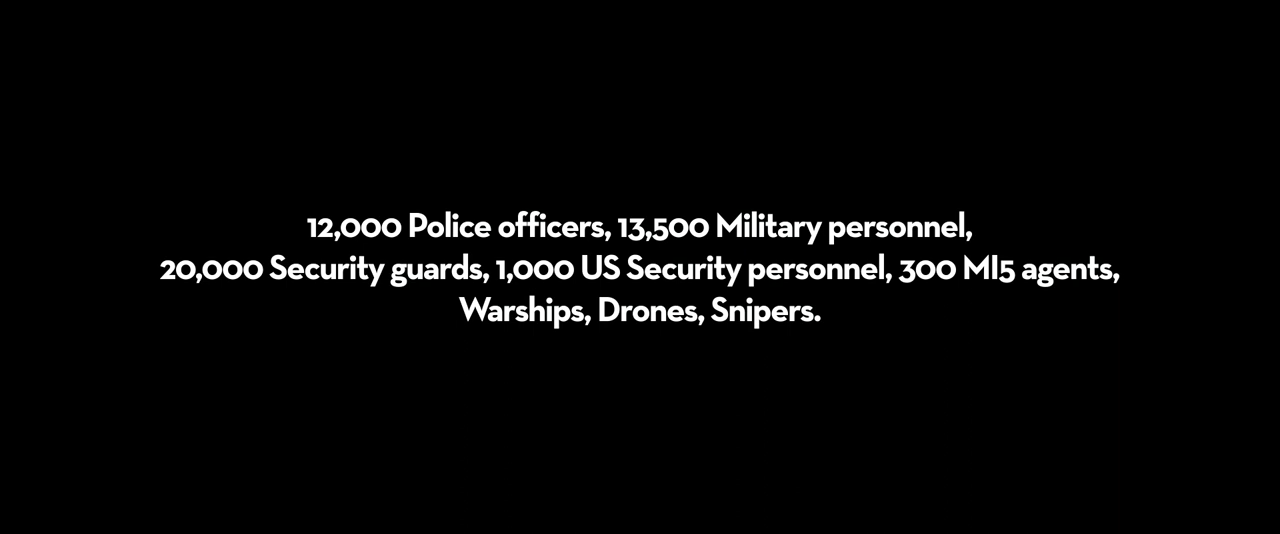 12,000 Police officers, 13,500 Military personnel,
20,000 Security guards, 1,000 US Security personnel, 300 MI5 agents,
Warships, Drones, Snipers.